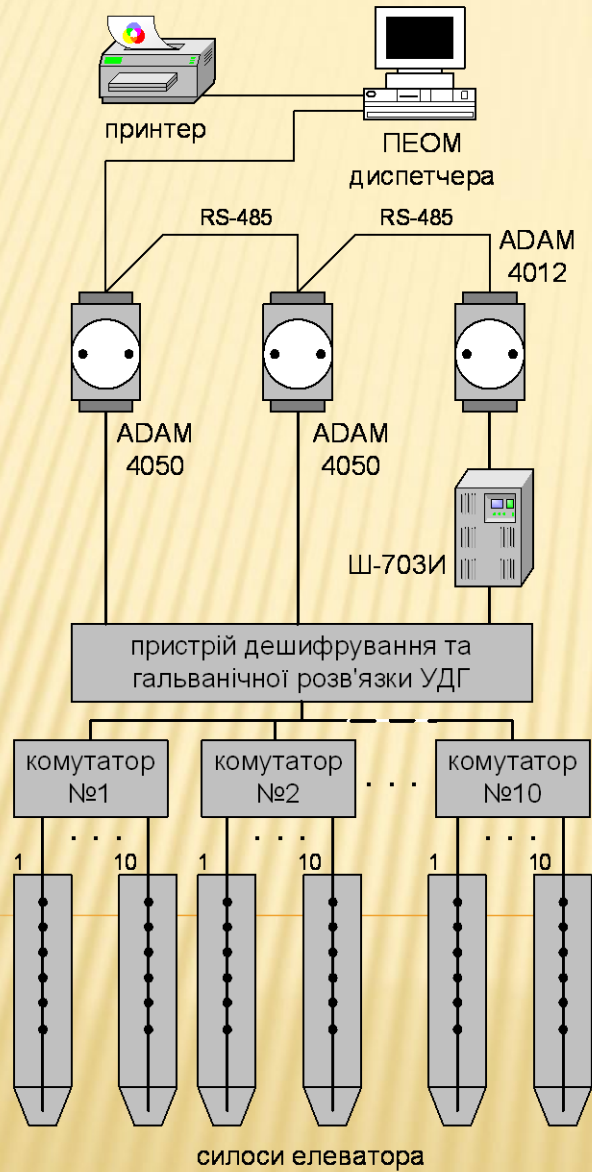 принтер
ПЕОМ
диспетчера
RS-485
RS-485
ADAM
4012
ADAM
4050
ADAM
4050
Ш-703И
пристрій дешифрування та
гальванічної розв'язки УДГ
комутатор
№1
комутатор
№2
. . .
комутатор
№10
1 . . . 10
1 . . . 10
1 . . . 10
силоси елеватора